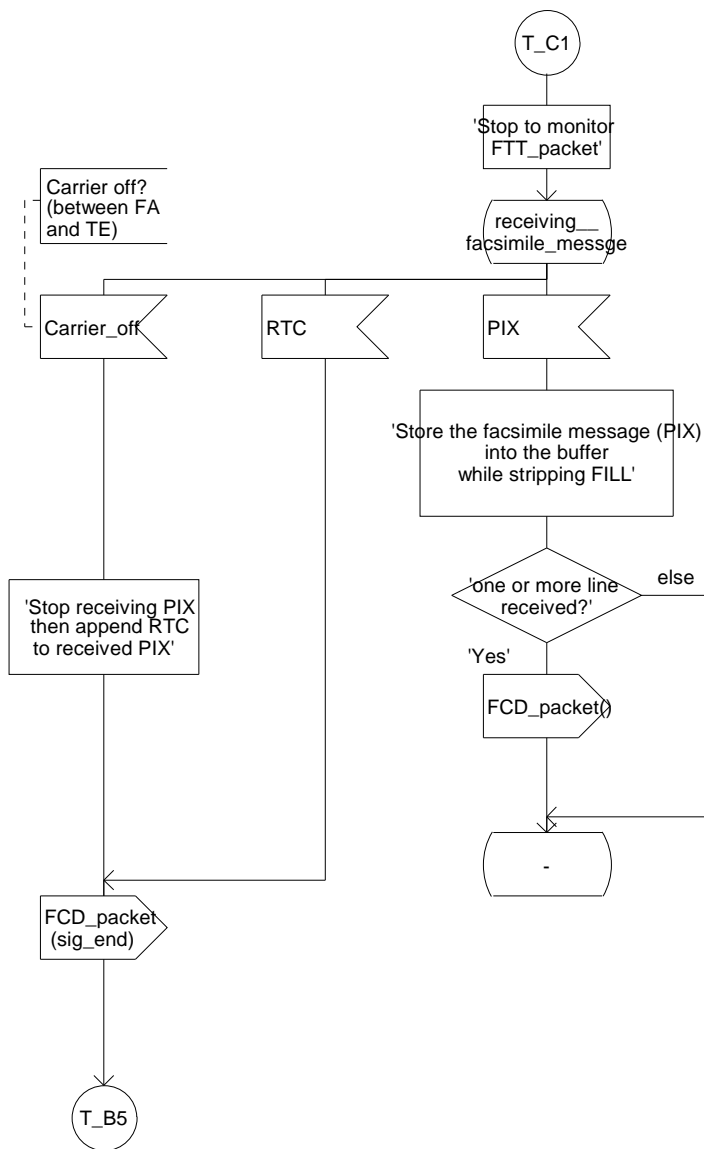 T_C1
'Stop to monitor
FTT_packet'
Carrier off?
(between FA
and TE)
receiving__
facsimile_messge
Carrier_off
RTC
PIX
'Store the facsimile message (PIX)
into the buffer
while stripping FILL'
'one or more line
received?'
else
'Stop receiving PIX
then append RTC
to received PIX'
'Yes'
FCD_packet()
-
FCD_packet
(sig_end)
T_B5